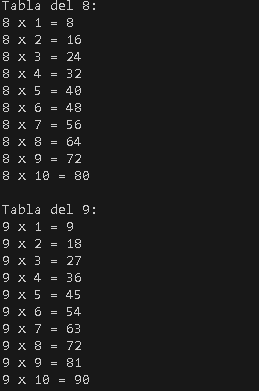 Tabla del 8:
8 x 1 = 8
8 x 2 = 16
8 x 3 = 24
8 x 4 = 32
8 x 5 = 40
8 x 6 = 48
8 x 7 = 56
8 x 8 = 64
8 x 9 = 72
8 x 10 = 80

Tabla del 9:
9 x 1 = 9
9 x 2 = 18
9 x 3 = 27
9 x 4 = 36
9 x 5 = 45
9 x 6 = 54
9 x 7 = 63
9 x 8 = 72
9 x 9 = 81
9 x 10 = 90